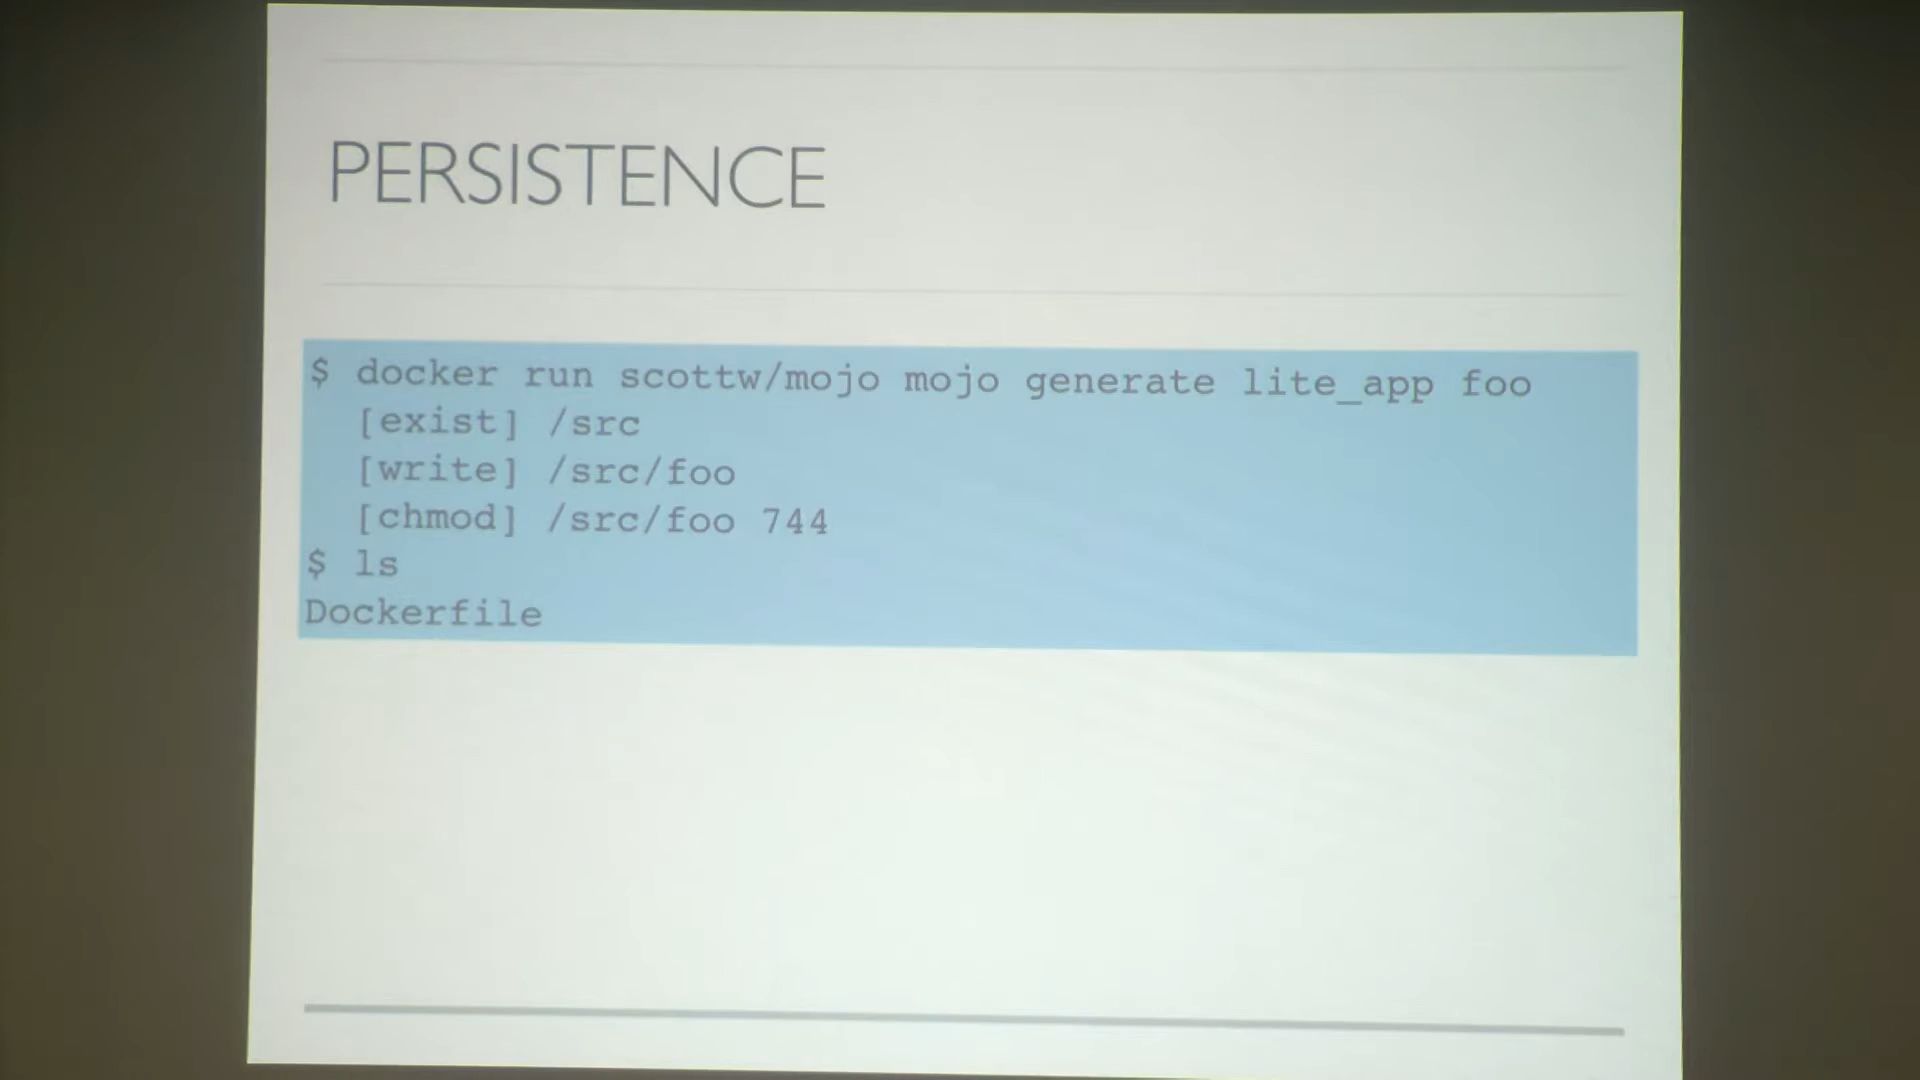 PERSISTENCE
$ docker run scottw/mojo mojo generate lite_app foo
  [exist] /src
  [write] /src/foo
  [chmod] /src/foo 744
$ ls
Dockerfile